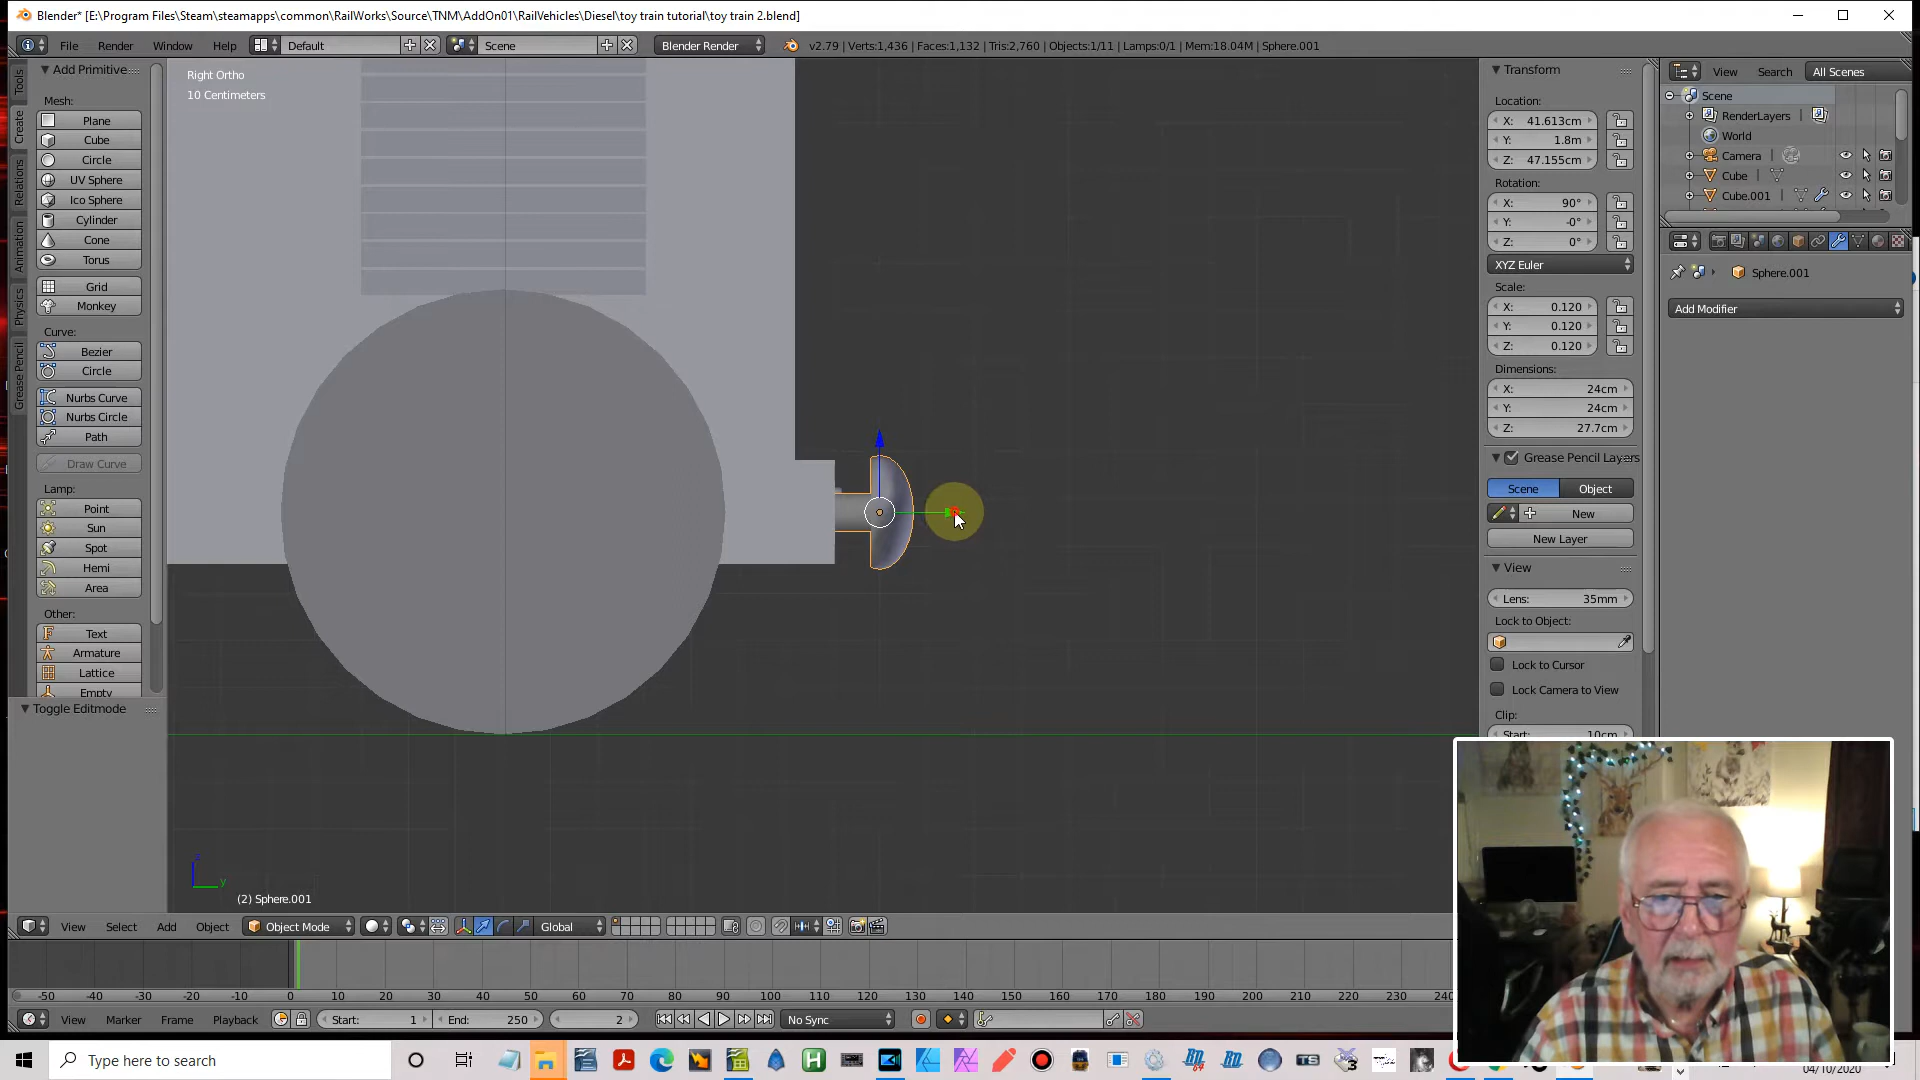 Blender* [E:\Program Files\Steam\steamapps\common\RailWorks\Source\TNM\AddOn01\RailVehicles\Diesel\toy train tutorial\toy train 2.blend]
File Render Window Help Default Scene Blender Render v2.79 | Verts:1,436 | Faces:1,132 | Tris:2,760 | Objects:1/11 | Lamps:0/1 | Mem:18.04M | Sphere.001
Tools
Create
Relations
Animation
Physics
Grease Pencil
Add Primitive
Mesh:
Plane
Cube
Circle
UV Sphere
Ico Sphere
Cylinder
Cone
Torus
Grid
Monkey
Curve:
Bezier
Circle
Nurbs Curve
Nurbs Circle
Path
Draw Curve
Lamp:
Point
Sun
Spot
Hemi
Area
Other:
Text
Armature
Lattice
Empty
Toggle Editmode
Right Ortho
10 Centimeters
z
y
(2) Sphere.001
Transform
Location:
X: 41.613cm
Y: 1.8m
Z: 47.155cm
Rotation:
X: 90°
Y: -0°
Z: 0°
XYZ Euler
Scale:
X: 0.120
Y: 0.120
Z: 0.120
Dimensions:
X: 24cm
Y: 24cm
Z: 27.7cm
Grease Pencil Layers
Scene Object
New
New Layer
View
Lens: 35mm
Lock to Object:
Lock to Cursor
Lock Camera to View
Clip:
Start: 10cm
View Search All Scenes
Scene
RenderLayers
World
Camera
Cube
Cube.001
Sphere.001
Add Modifier
View Select Add Object Object Mode Global
-50 -40 -30 -20 -10 0 10 20 30 40 50 60 70 80 90 100 110 120 130 140 150 160 170 180 190 200 210 220 230 240
View Marker Frame Playback Start: 1 End: 250 2 No Sync
Type here to search
04/10/2020